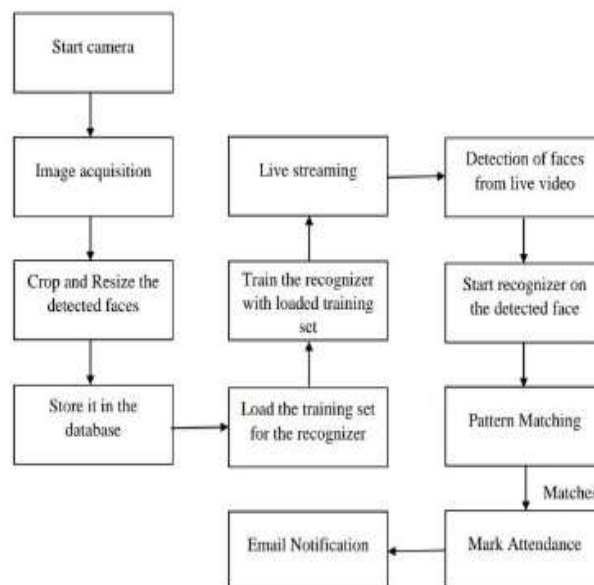 Start camera
Image acquisition
Crop and Resize the
detected faces
Store it in the
database
Load the training set
for the recognizer
Train the recognizer
with loaded training
set
Live streaming
Detection of faces
from live video
Start recognizer on
the detected face
Pattern Matching
Matche
Mark Attendance
Email Notification